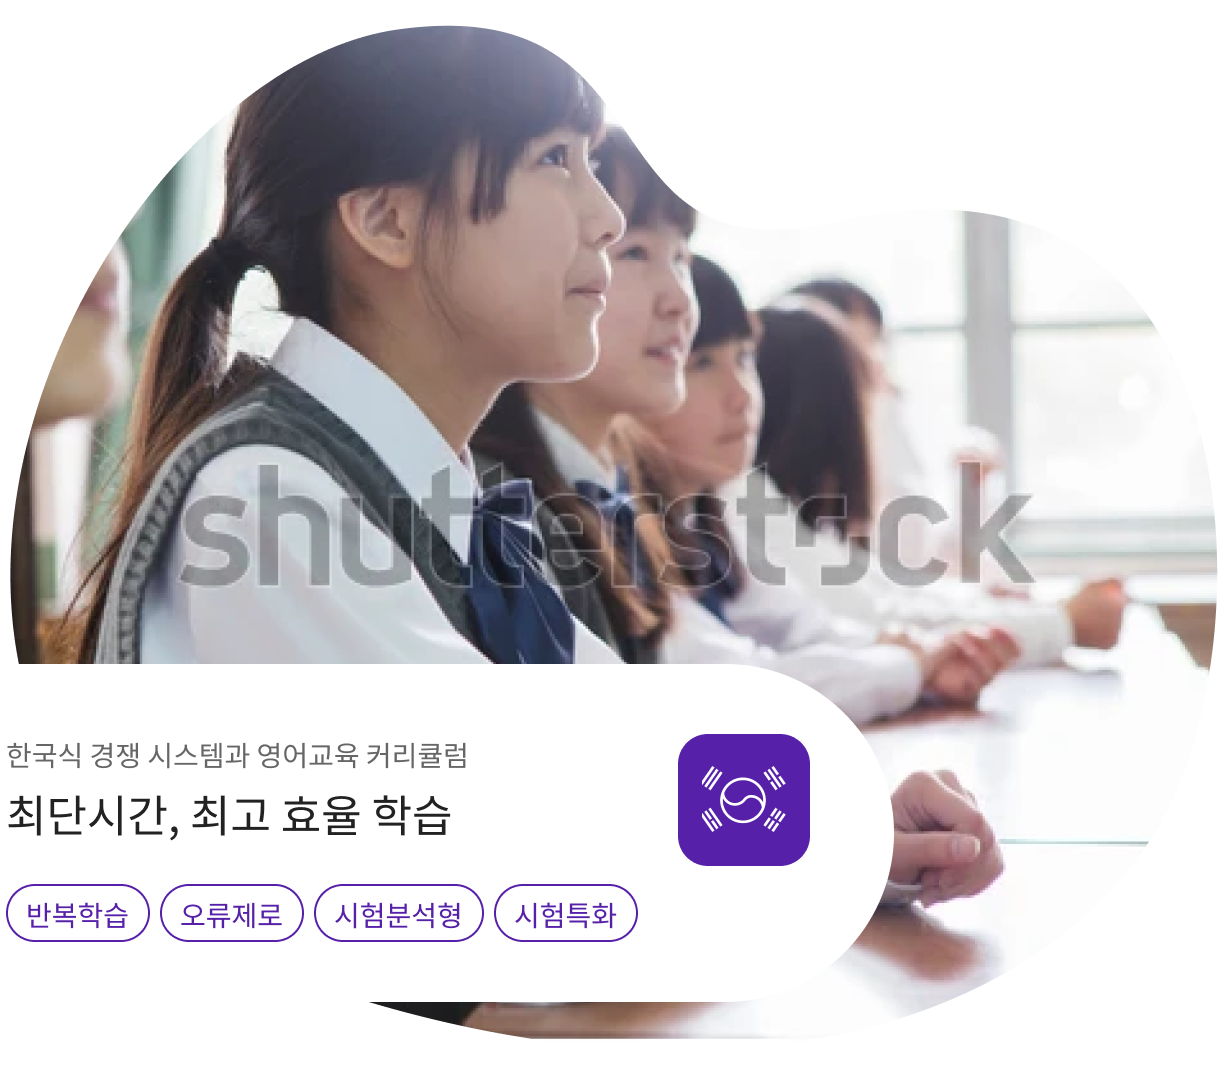 shutterstock
한국식 경쟁 시스템과 영어교육 커리큘럼
최단시간, 최고 효율 학습
반복학습 오류제로 시험분석형 시험특화